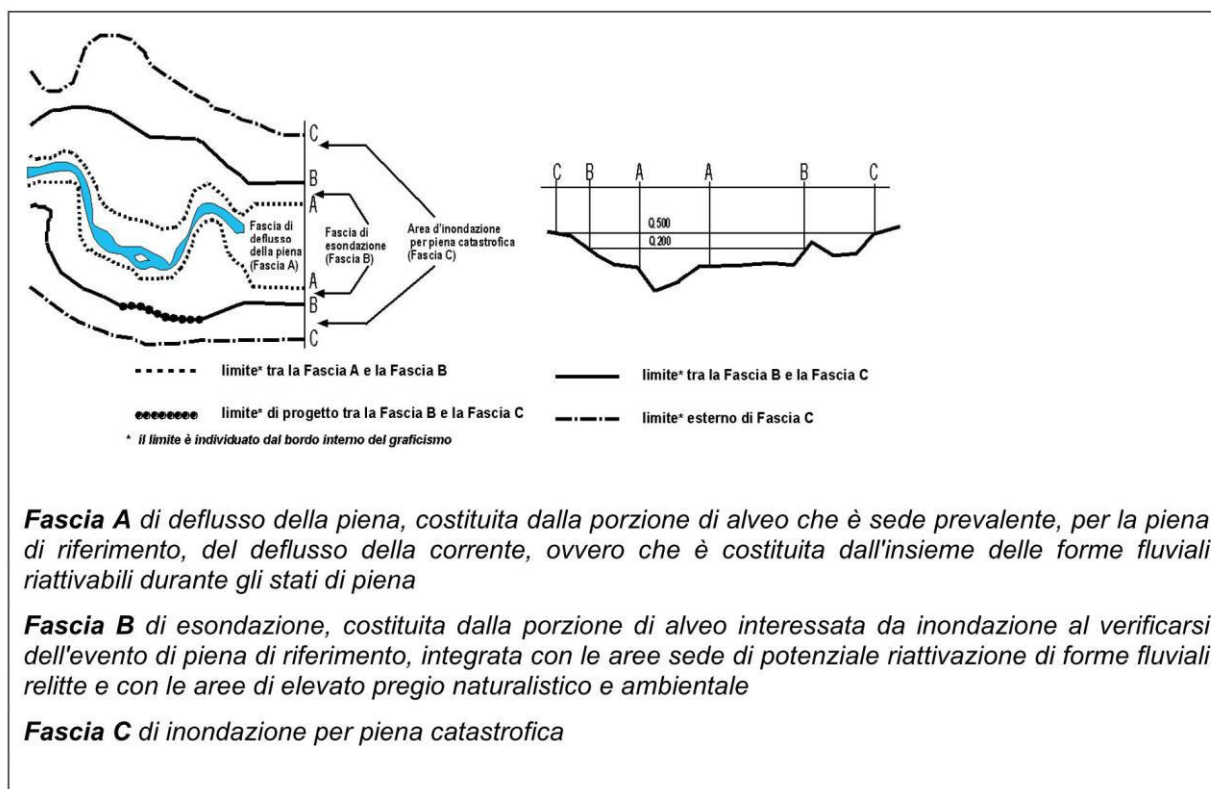 C
B
A
Fascia di
deflusso
della piena
(Fascia A)
Fascia di
esondazione
(Fascia B)
Area d'inondazione
per piena catastrofica
(Fascia C)
A
B
C
C B A A B C
Q 500
Q 200
limite* tra la Fascia A e la Fascia B
limite* tra la Fascia B e la Fascia C
limite* di progetto tra la Fascia B e la Fascia C
limite* esterno di Fascia C
* il limite è individuato dal bordo interno del graficismo
Fascia A di deflusso della piena, costituita dalla porzione di alveo che è sede prevalente, per la piena
di riferimento, del deflusso della corrente, ovvero che è costituita dall'insieme delle forme fluviali
riattivabili durante gli stati di piena
Fascia B di esondazione, costituita dalla porzione di alveo interessata da inondazione al verificarsi
dell'evento di piena di riferimento, integrata con le aree sede di potenziale riattivazione di forme fluviali
relitte e con le aree di elevato pregio naturalistico e ambientale
Fascia C di inondazione per piena catastrofica